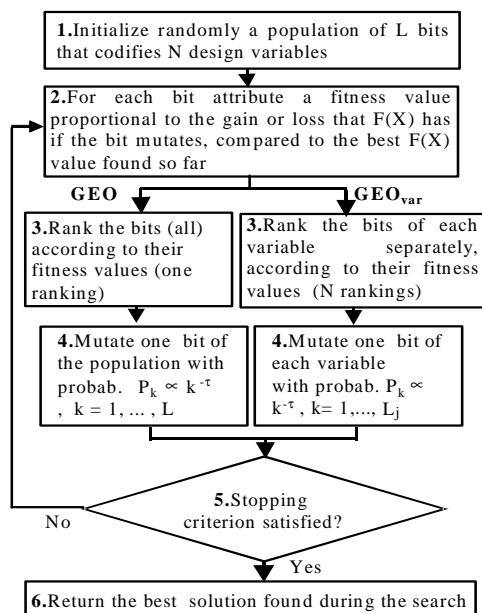 1.Initialize randomly a population of L bits
that codifies N design variables
2.For each bit attribute a fitness value
proportional to the gain or loss that F(X) has
if the bit mutates, compared to the best F(X)
value found so far
GEO
GEOvar
3.Rank the bits (all)
according to their
fitness values (one
ranking)
3.Rank the bits of each
variable separately,
according to their fitness
values (N rankings)
4.Mutate one bit of
the population with
probab. Pk ∝ k^-τ
, k = 1, ... , L
4.Mutate one bit of
each variable
with probab. Pk ∝
k^-τ, k= 1,..., Lj
5.Stopping
criterion satisfied?
No
Yes
6.Return the best solution found during the search